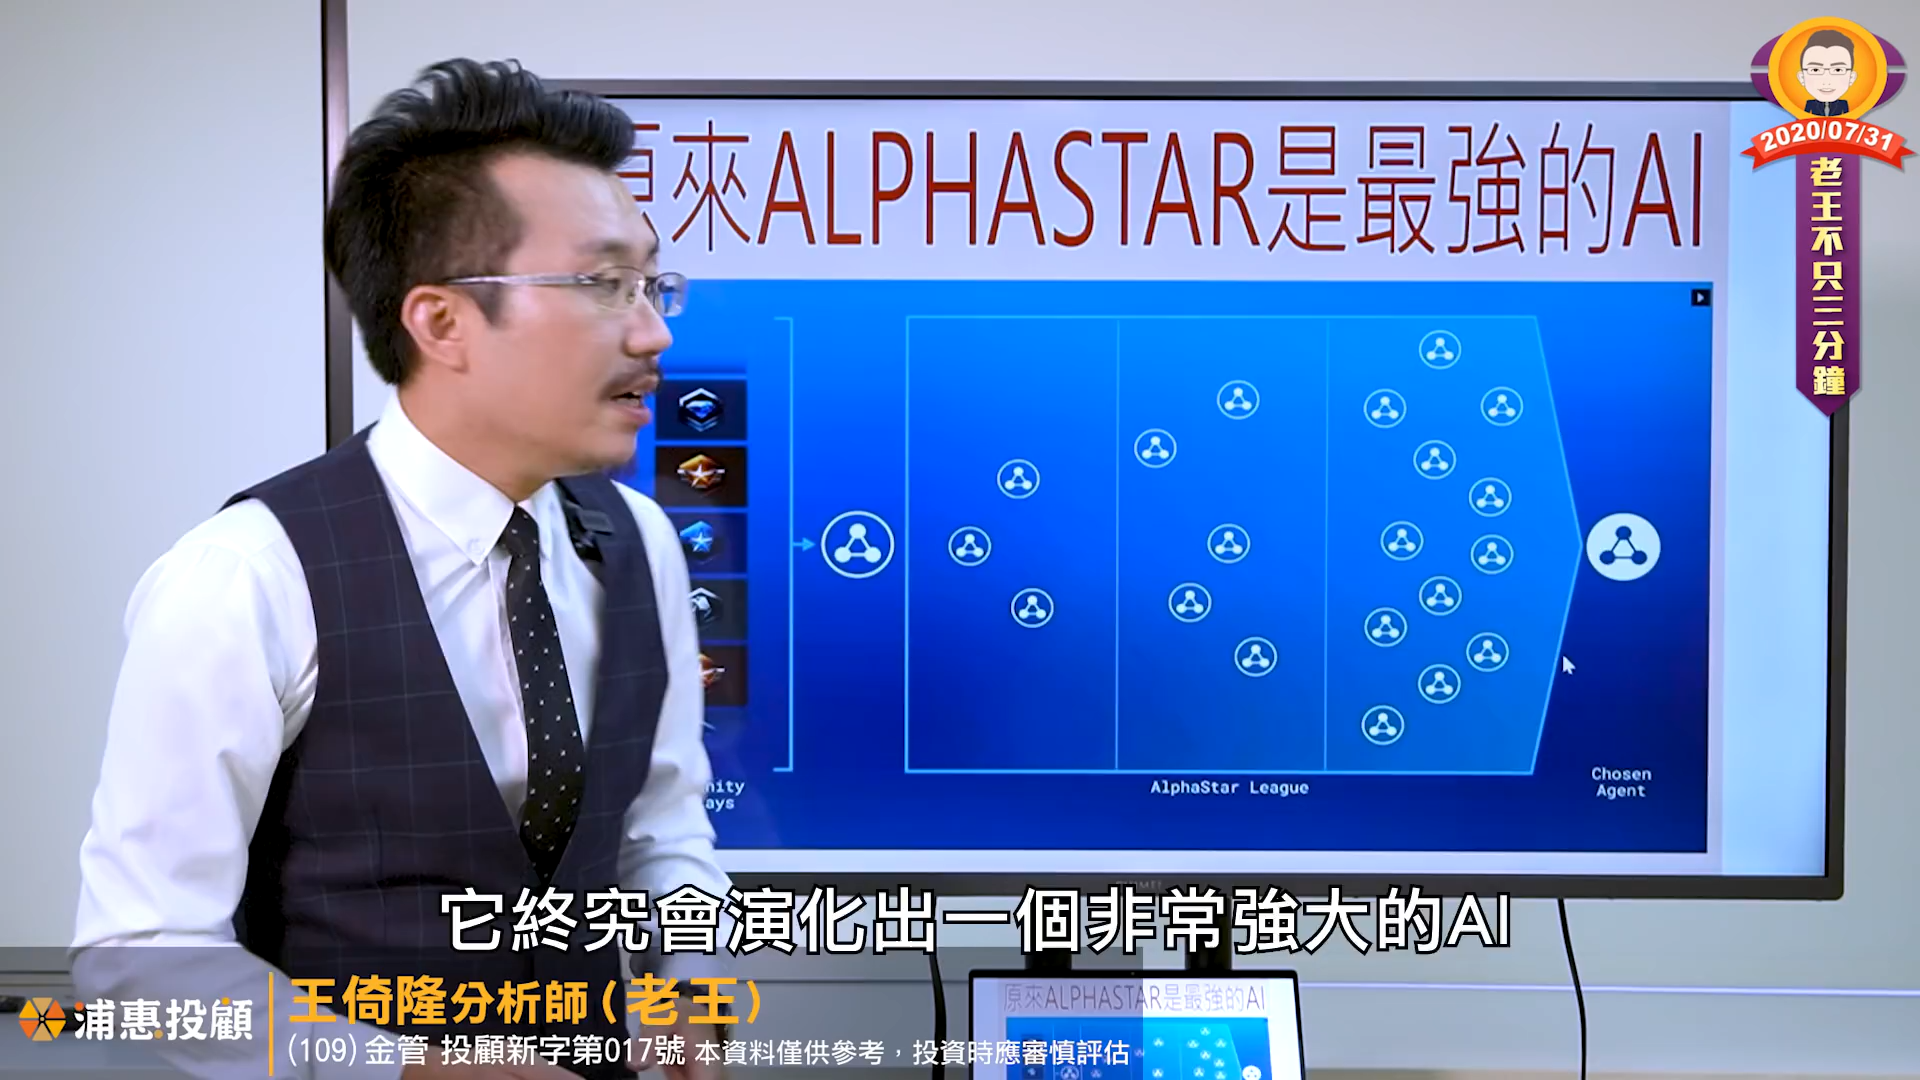 原來ALPHASTAR是最強的AI
2020/07/31
老王不只三分鐘
nity
ays
AlphaStar League
Chosen
Agent
它終究會演化出一個非常強大的AI
浦惠投顧
王倚隆分析師(老王)
(109)金管 投顧新字第017號 本資料僅供參考，投資時應審慎評估
原來ALPHASTAR是最強的AI